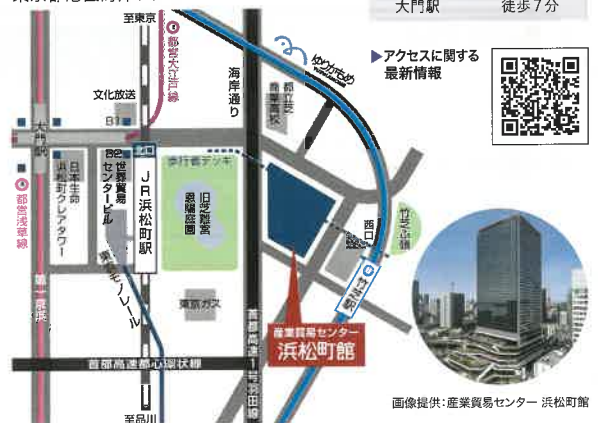 大門駅 徒歩7分
▶アクセスに関する
最新情報
至東京
都営大江戸線
文化放送
B1
海岸通り
ゆりかもめ
都立芝
商業高校
大門駅
B2
歩行者デッキ
日本生命
浜松町クレアタワー
世界貿易
センタービル
JR浜松町駅
旧芝離宮
恩賜庭園
西口
竹芝ふ頭
都営浅草線
竹芝駅
第一京浜
東京モノレール
東京ガス
産業貿易センター
浜松町館
首都高速都心環状線
首都高速1号羽田線
至品川
画像提供:産業貿易センター 浜松町館